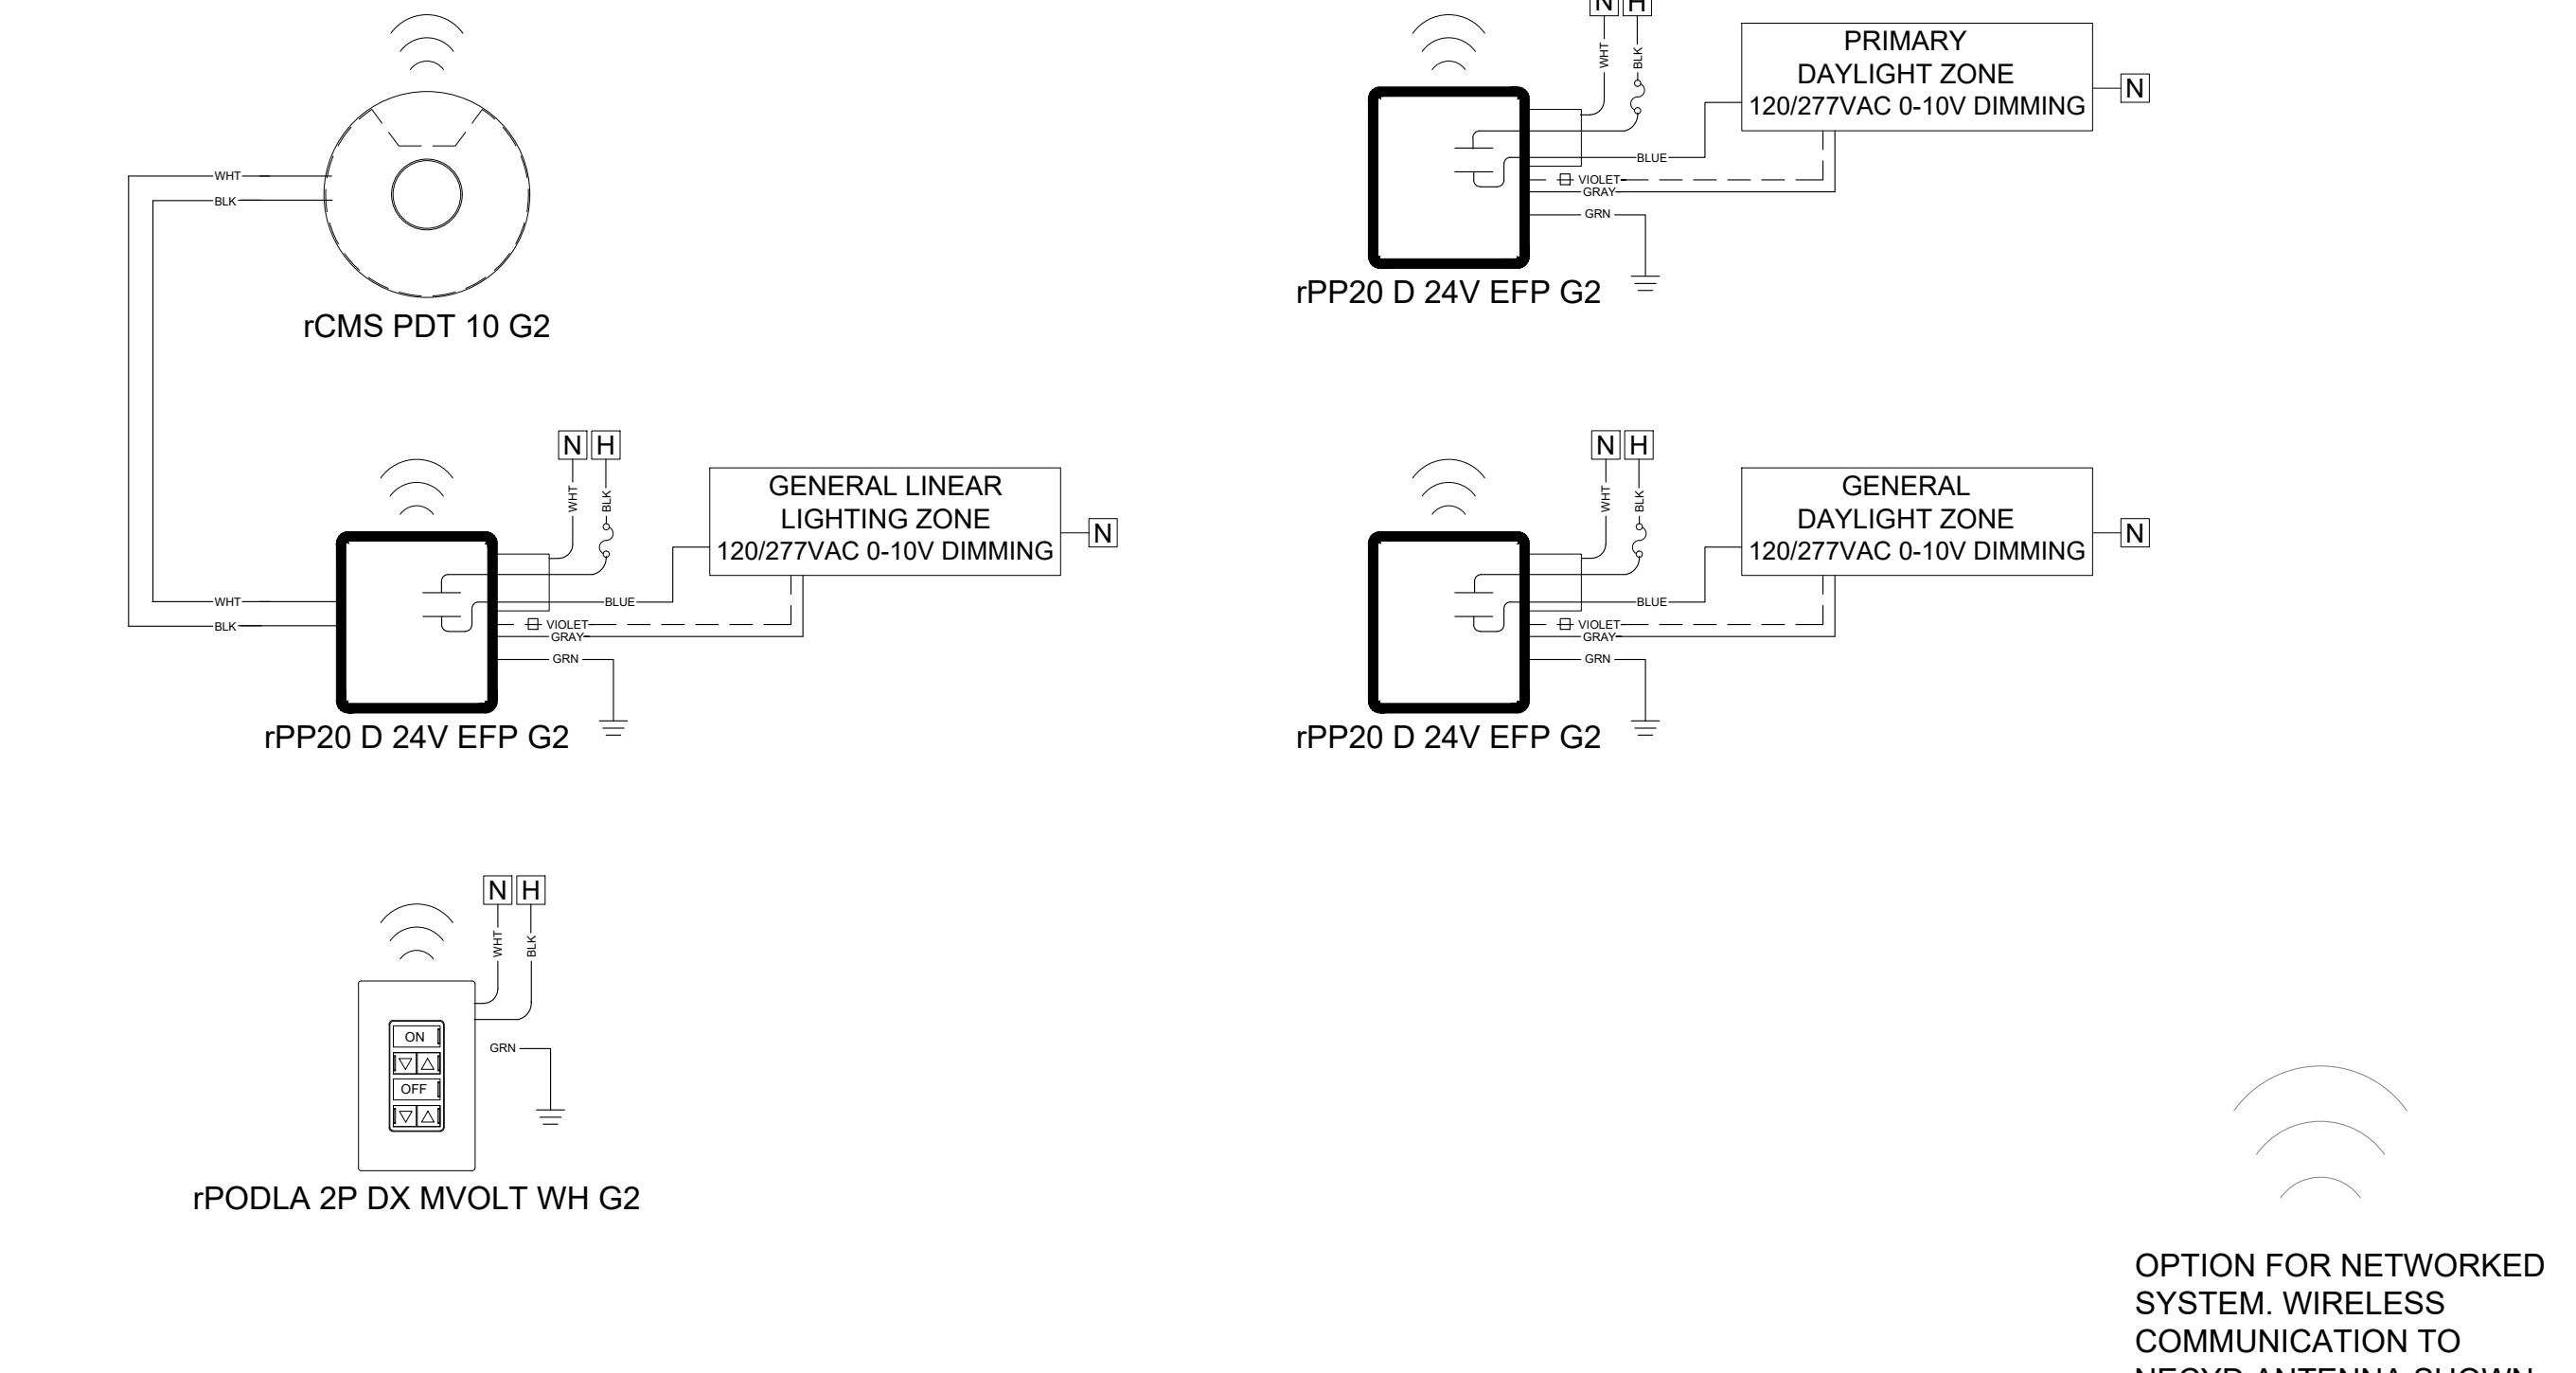 WHT
BLK
rCMS PDT 10 G2
N H
WHT
BLK
PRIMARY
DAYLIGHT ZONE
120/277VAC 0-10V DIMMING
N
BLUE
VIOLET
GRAY
GRN
rPP20 D 24V EFP G2
N H
WHT
BLK
GENERAL LINEAR
LIGHTING ZONE
120/277VAC 0-10V DIMMING
N
WHT
BLK
BLUE
VIOLET
GRAY
GRN
rPP20 D 24V EFP G2
N H
WHT
BLK
GENERAL
DAYLIGHT ZONE
120/277VAC 0-10V DIMMING
N
BLUE
VIOLET
GRAY
GRN
rPP20 D 24V EFP G2
N H
WHT
BLK
ON
OFF
GRN
rPODLA 2P DX MVOLT WH G2
OPTION FOR NETWORKED
SYSTEM. WIRELESS
COMMUNICATION TO
ANTENNA SHOWN